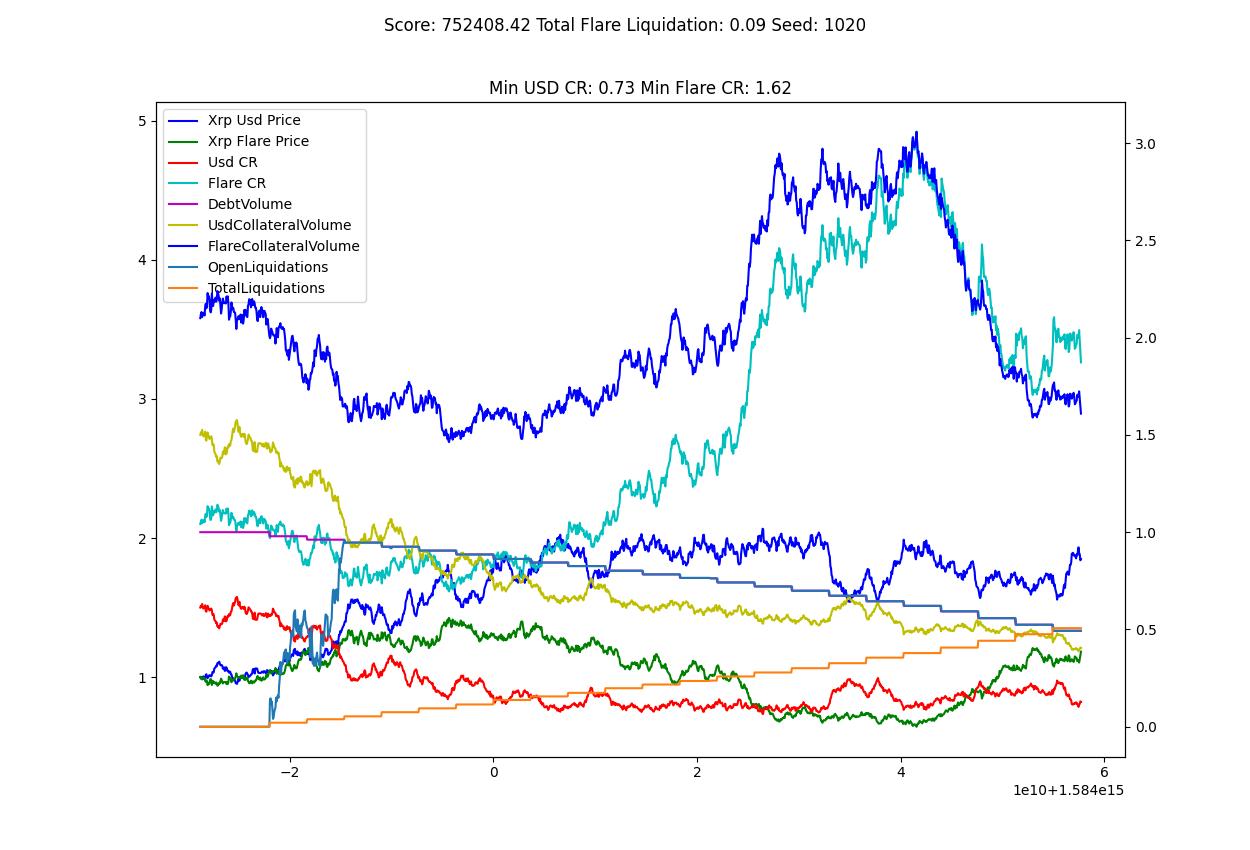 Score: 752408.42 Total Flare Liquidation: 0.09 Seed: 1020
Min USD CR: 0.73 Min Flare CR: 1.62
Xrp Usd Price
Xrp Flare Price
Usd CR
Flare CR
DebtVolume
UsdCollateralVolume
FlareCollateralVolume
OpenLiquidations
TotalLiquidations
5
4
3
2
1
3.0
2.5
2.0
1.5
1.0
0.5
0.0
−2 0 2 4 6
1e10+1.584e15